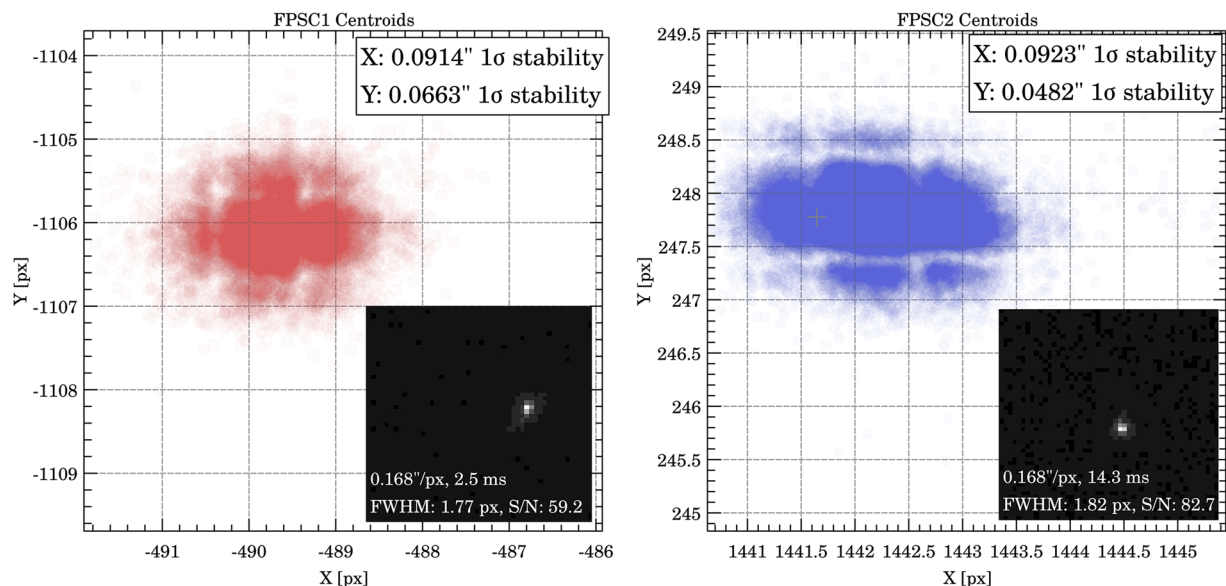 FPSC1 Centroids
X: 0.0914" 1σ stability
Y: 0.0663" 1σ stability
Y [px]
-1104
-1105
-1106
-1107
-1108
-1109
0.168"/px, 2.5 ms
FWHM: 1.77 px, S/N: 59.2
-491
-490
-489
-488
-487
-486
X [px]
FPSC2 Centroids
X: 0.0923" 1σ stability
Y: 0.0482" 1σ stability
Y [px]
249.5
249
248.5
248
247.5
247
246.5
246
245.5
245
0.168"/px, 14.3 ms
FWHM: 1.82 px, S/N: 82.7
1441
1441.5
1442
1442.5
1443
1443.5
1444
1444.5
1445
X [px]